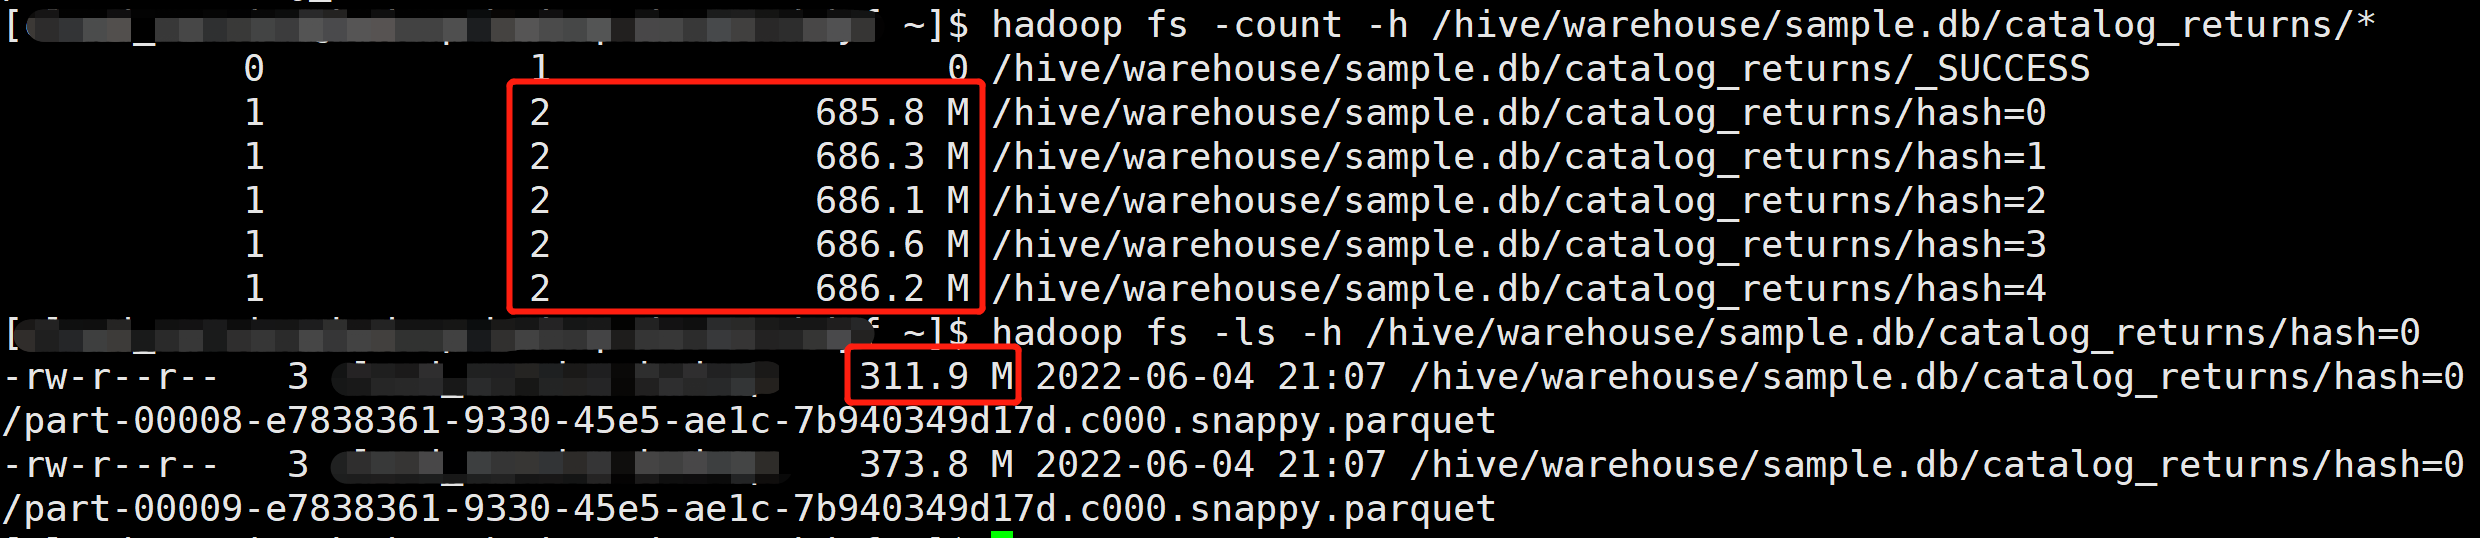 [ ~]$ hadoop fs -count -h /hive/warehouse/sample.db/catalog_returns/*
0 1 0 /hive/warehouse/sample.db/catalog_returns/_SUCCESS
1 2 685.8 M /hive/warehouse/sample.db/catalog_returns/hash=0
1 2 686.3 M /hive/warehouse/sample.db/catalog_returns/hash=1
1 2 686.1 M /hive/warehouse/sample.db/catalog_returns/hash=2
1 2 686.6 M /hive/warehouse/sample.db/catalog_returns/hash=3
1 2 686.2 M /hive/warehouse/sample.db/catalog_returns/hash=4
[ ~]$ hadoop fs -ls -h /hive/warehouse/sample.db/catalog_returns/hash=0
-rw-r--r-- 3 311.9 M 2022-06-04 21:07 /hive/warehouse/sample.db/catalog_returns/hash=0
/part-00008-e7838361-9330-45e5-ae1c-7b940349d17d.c000.snappy.parquet
-rw-r--r-- 3 373.8 M 2022-06-04 21:07 /hive/warehouse/sample.db/catalog_returns/hash=0
/part-00009-e7838361-9330-45e5-ae1c-7b940349d17d.c000.snappy.parquet